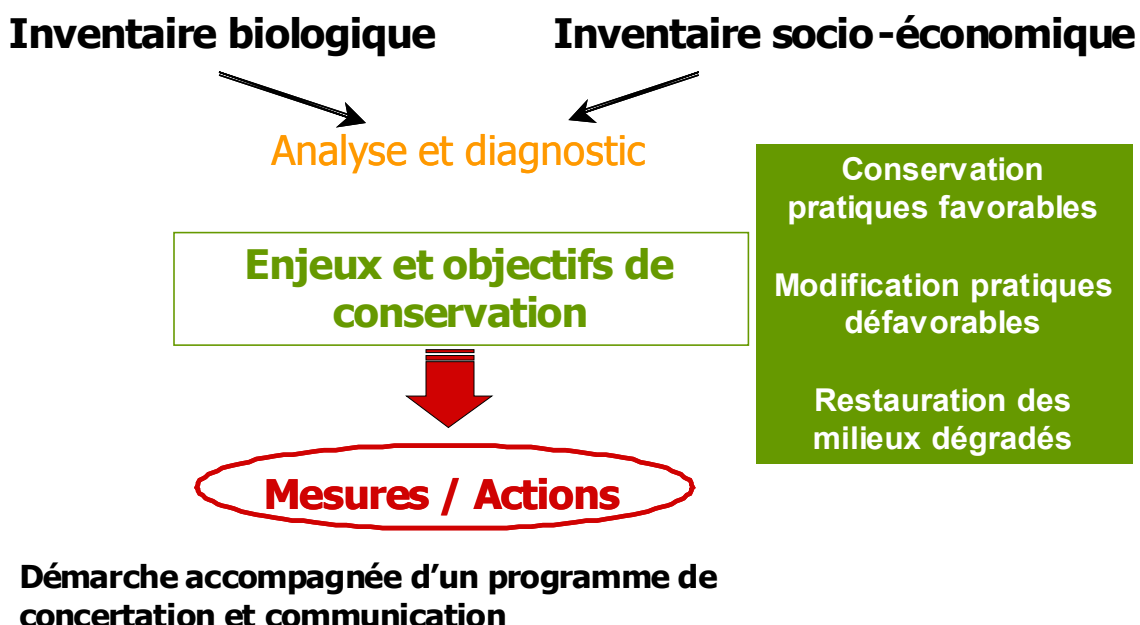 Inventaire biologique
Inventaire socio-économique
Analyse et diagnostic
Conservation
pratiques favorables
Enjeux et objectifs de
conservation
Modification pratiques
défavorables
Restauration des
milieux dégradés
Mesures / Actions
Démarche accompagnée d’un programme de
concertation et communication